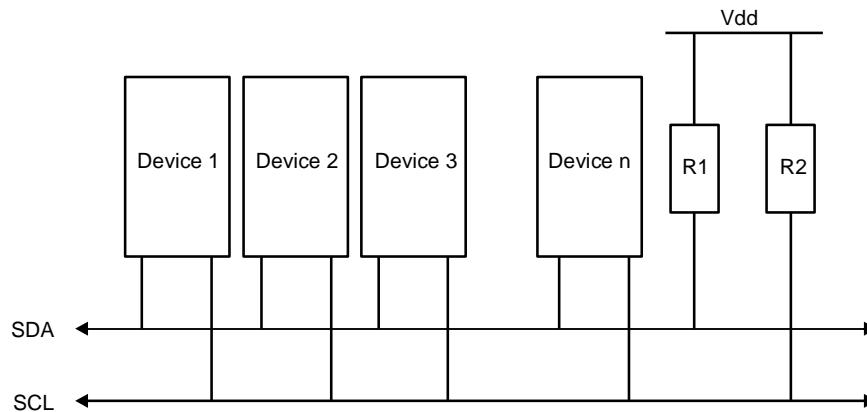 Vdd
Device 1
Device 2
Device 3
Device n
R1
R2
SDA
SCL